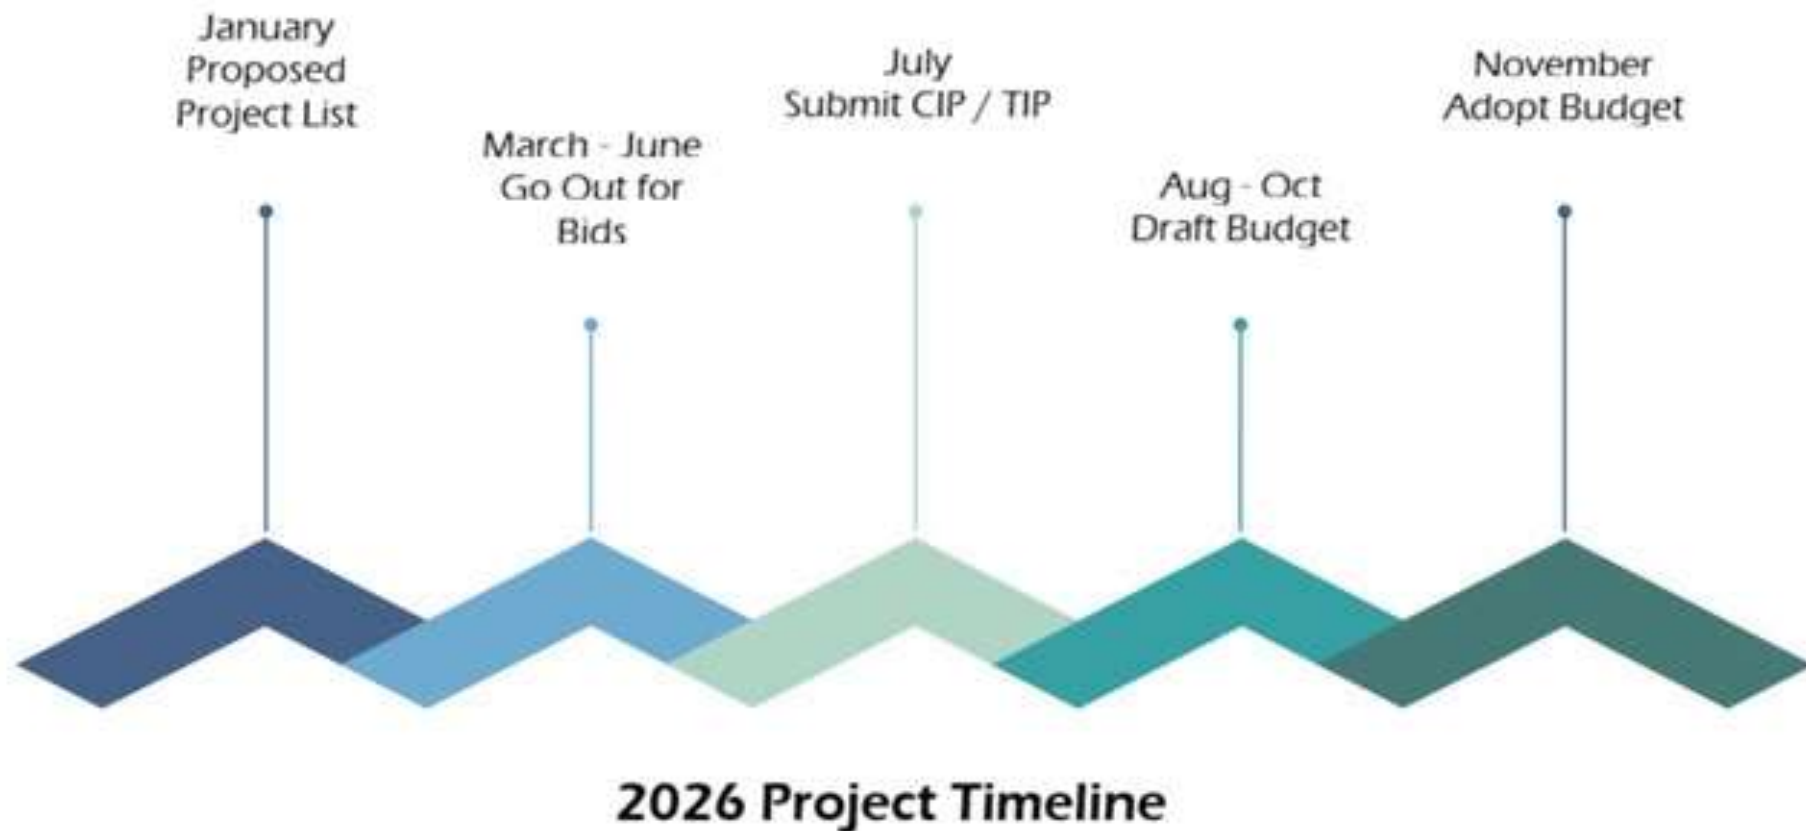 January
Proposed
Project List
March - June
Go Out for
Bids
July
Submit CIP / TIP
Aug - Oct
Draft Budget
November
Adopt Budget
2026 Project Timeline